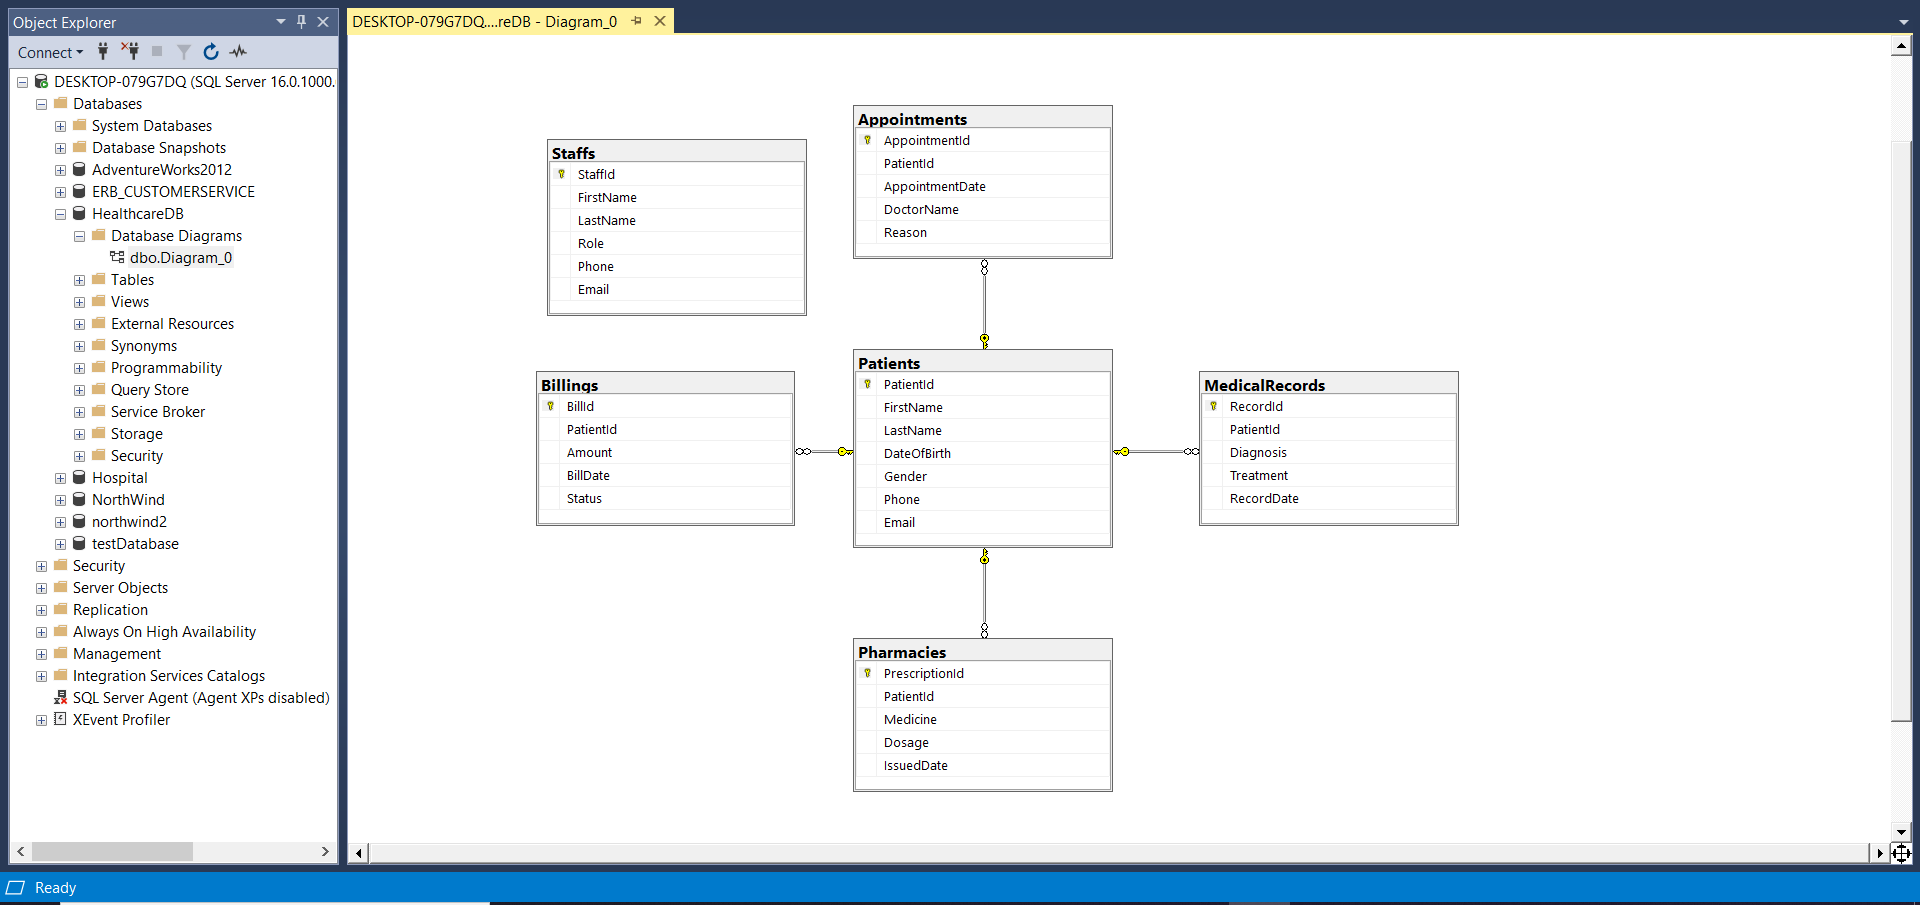 Object Explorer
Connect
DESKTOP-079G7DQ (SQL Server 16.0.1000.
Databases
System Databases
Database Snapshots
AdventureWorks2012
ERB_CUSTOMERSERVICE
HealthcareDB
Database Diagrams
dbo.Diagram_0
Tables
Views
External Resources
Synonyms
Programmability
Query Store
Service Broker
Storage
Security
Hospital
NorthWind
northwind2
testDatabase
Security
Server Objects
Replication
Always On High Availability
Management
Integration Services Catalogs
SQL Server Agent (Agent XPs disabled)
XEvent Profiler
DESKTOP-079G7DQ....reDB - Diagram_0
Staffs
StaffId
FirstName
LastName
Role
Phone
Email
Appointments
AppointmentId
PatientId
AppointmentDate
DoctorName
Reason
Billings
BillId
PatientId
Amount
BillDate
Status
Patients
PatientId
FirstName
LastName
DateOfBirth
Gender
Phone
Email
MedicalRecords
RecordId
PatientId
Diagnosis
Treatment
RecordDate
Pharmacies
PrescriptionId
PatientId
Medicine
Dosage
IssuedDate
Ready